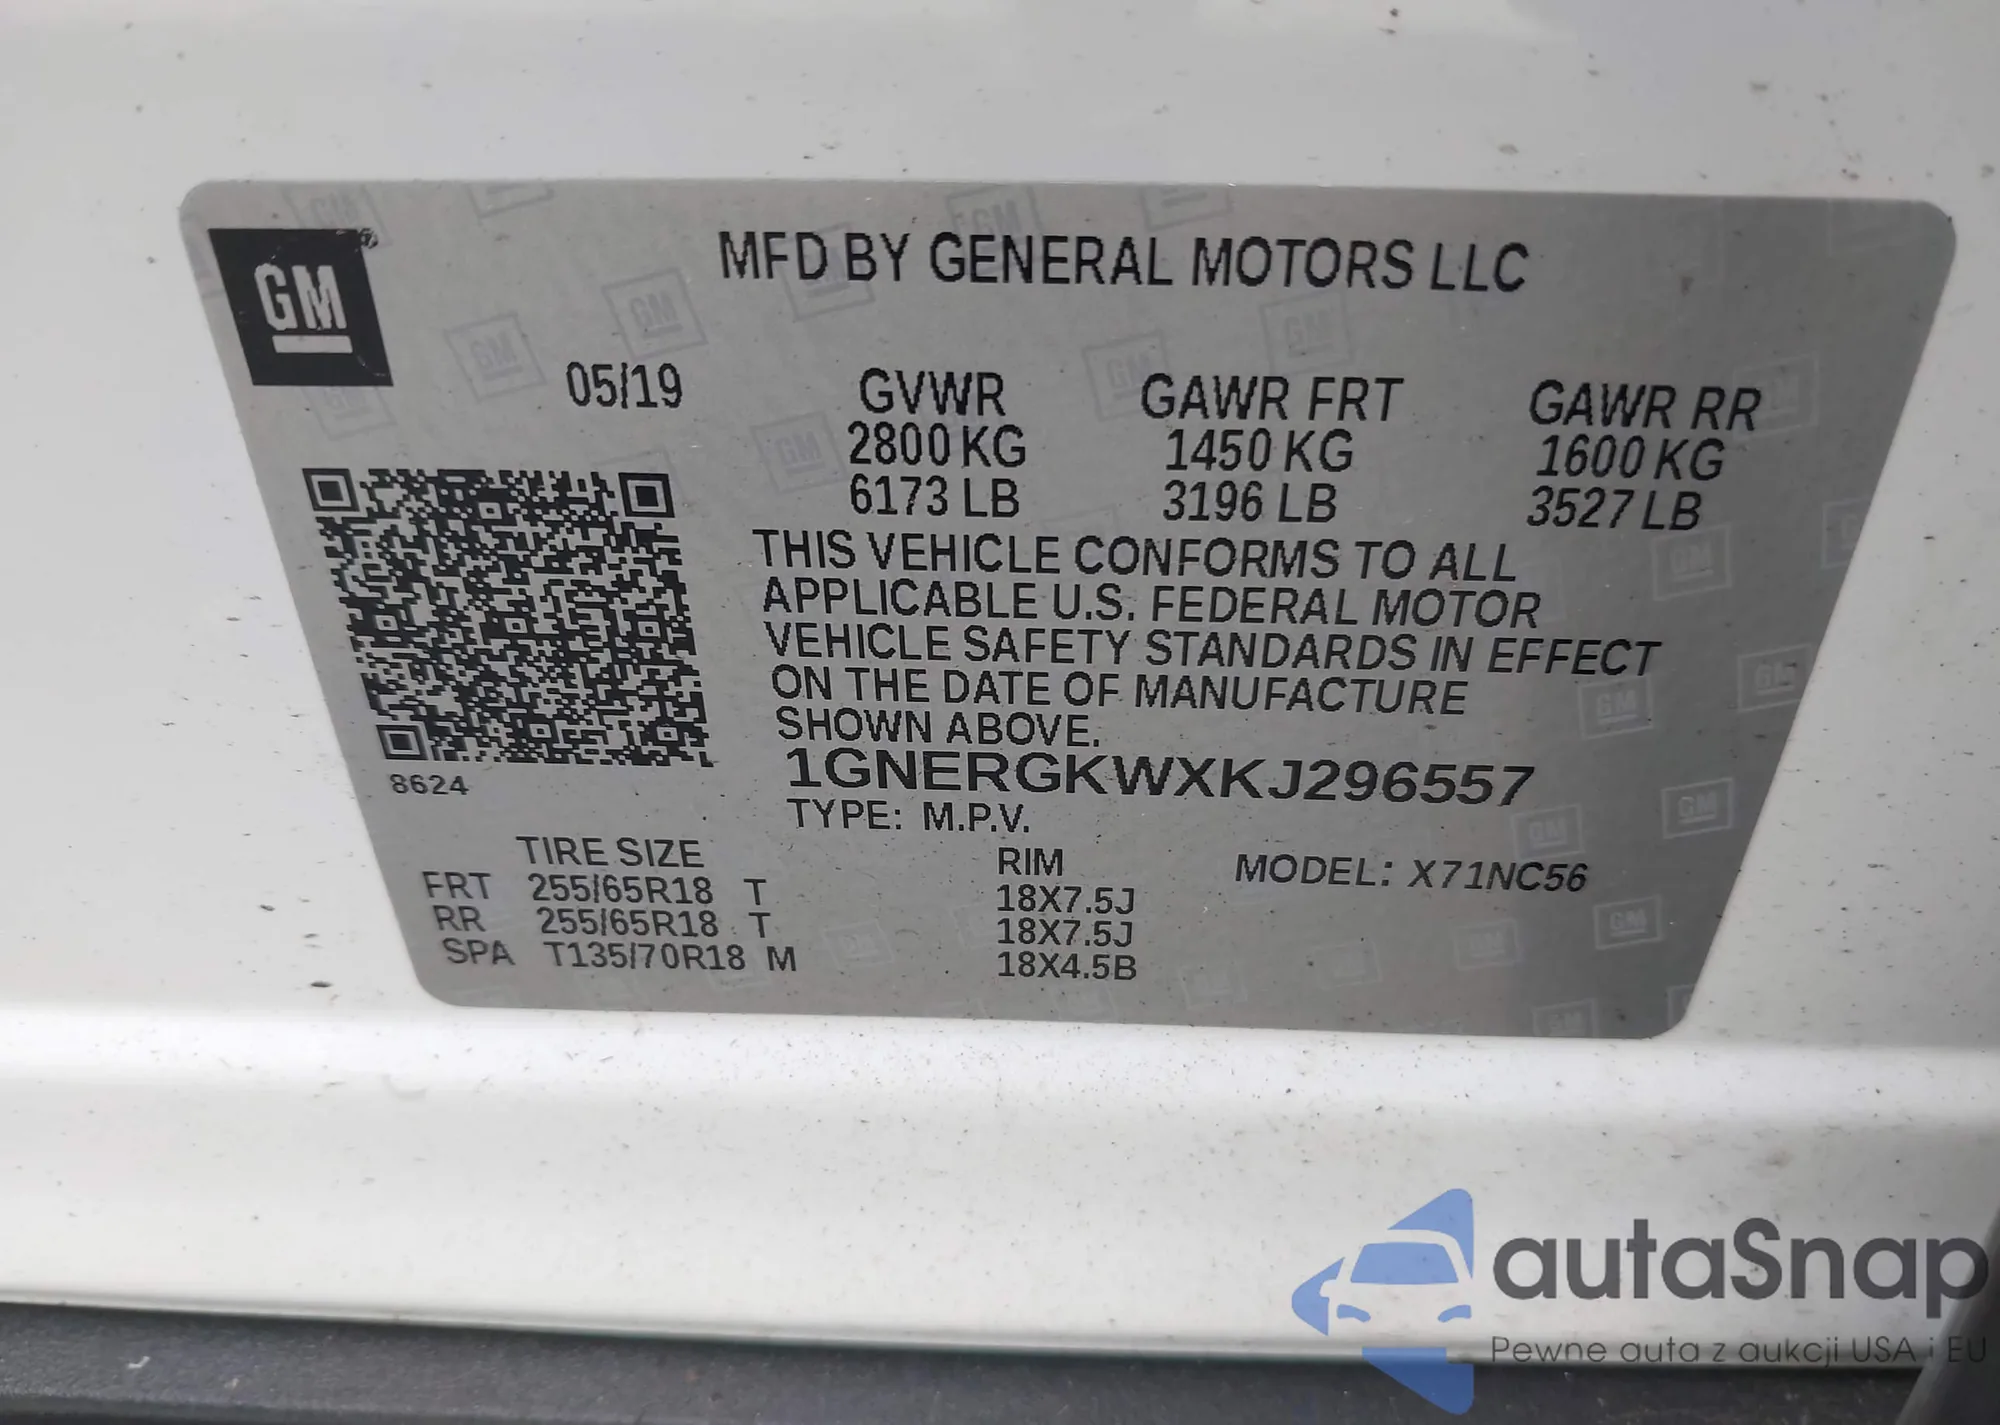 GM
MFD BY GENERAL MOTORS LLC
05/19
GVWR GAWR FRT GAWR RR
2800 KG 1450 KG 1600 KG
6173 LB 3196 LB 3527 LB
THIS VEHICLE CONFORMS TO ALL
APPLICABLE U.S. FEDERAL MOTOR
VEHICLE SAFETY STANDARDS IN EFFECT
ON THE DATE OF MANUFACTURE
SHOWN ABOVE.
1GNERGKWXKJ296557
8624
TYPE: M.P.V.
TIRE SIZE RIM MODEL: X71NC56
FRT 255/65R18 T 18X7.5J
RR 255/65R18 T 18X7.5J
SPA T135/70R18 M 18X4.5B
autaSnap
Pewne auta z aukcji USA i EU